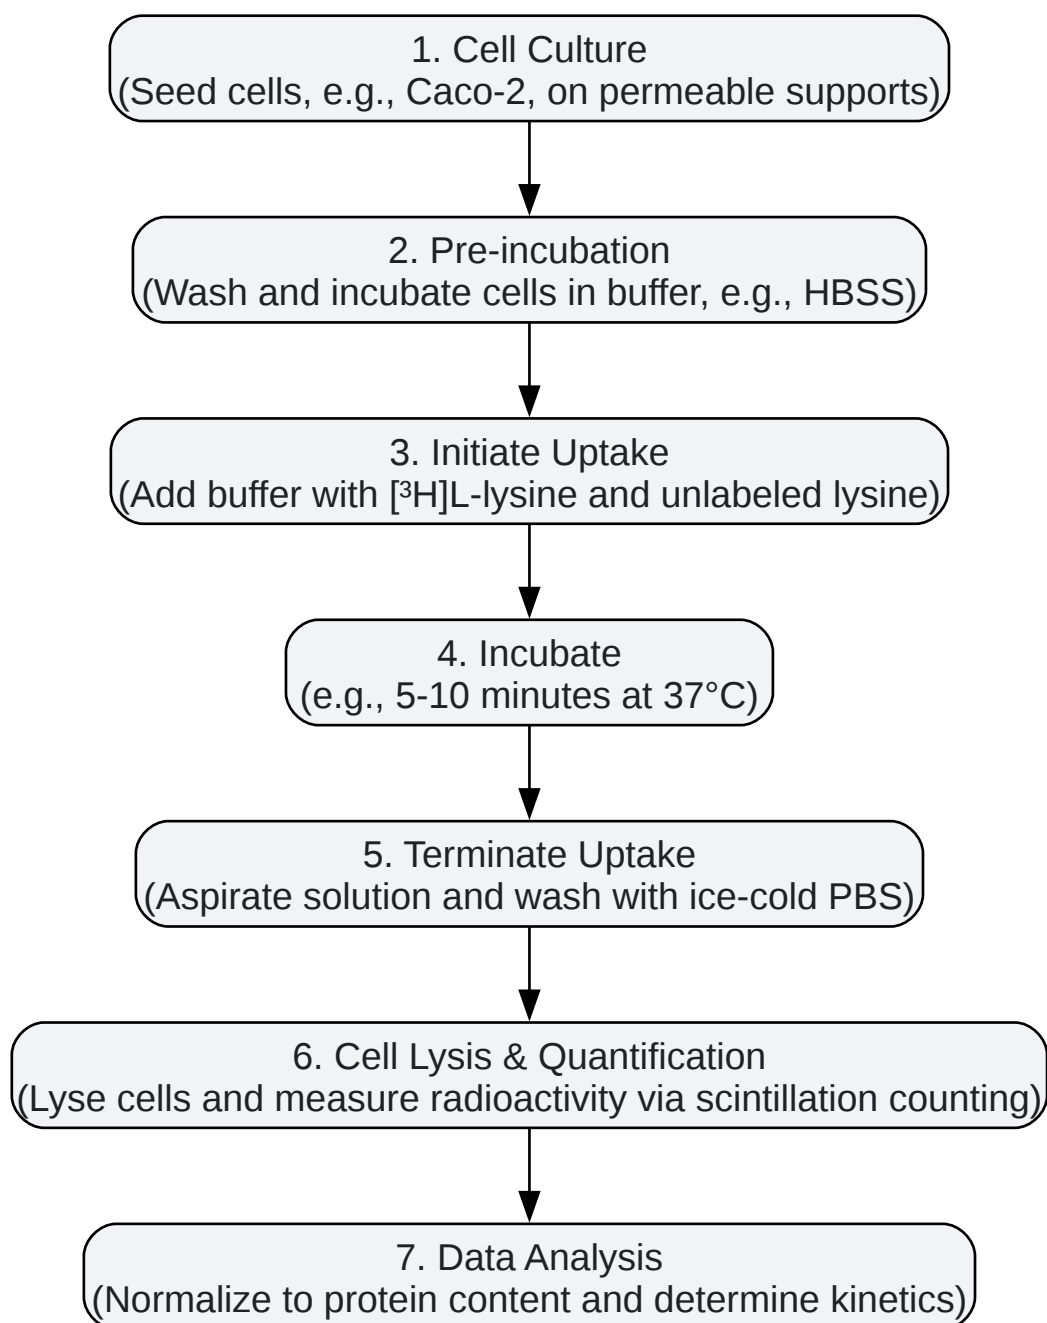 1. Cell Culture
(Seed cells, e.g., Caco-2, on permeable supports)
2. Pre-incubation
(Wash and incubate cells in buffer, e.g., HBSS)
3. Initiate Uptake
(Add buffer with [³H]L-lysine and unlabeled lysine)
4. Incubate
(e.g., 5-10 minutes at 37°C)
5. Terminate Uptake
(Aspirate solution and wash with ice-cold PBS)
6. Cell Lysis & Quantification
(Lyse cells and measure radioactivity via scintillation counting)
7. Data Analysis
(Normalize to protein content and determine kinetics)